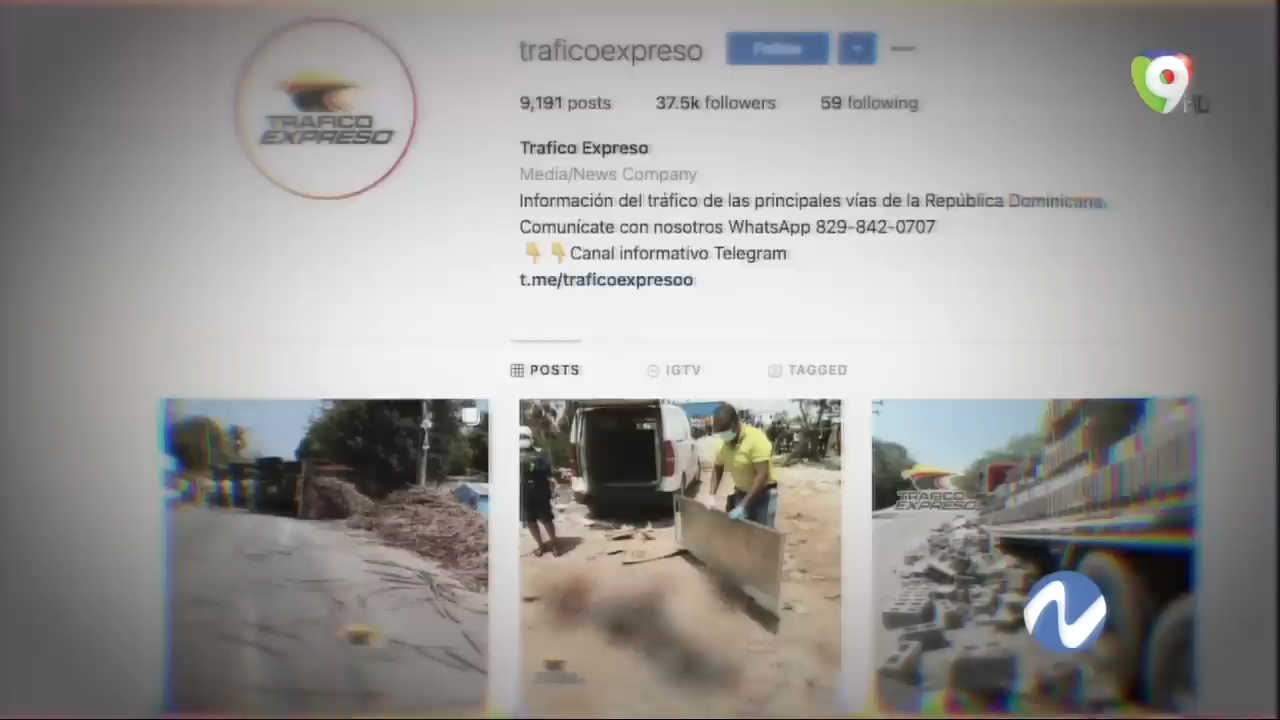 traficoexpreso
Follow
9,191 posts 37.5k followers 59 following
Trafico Expreso
Media/News Company
Información del tráfico de las principales vías de la República Dominicana.
Comunícate con nosotros WhatsApp 829-842-0707
👇👇Canal informativo Telegram
t.me/traficoexpresoo
POSTS IGTV TAGGED
TRAFICO
EXPRESO
9
HD
TRAFICO
EXPRESO